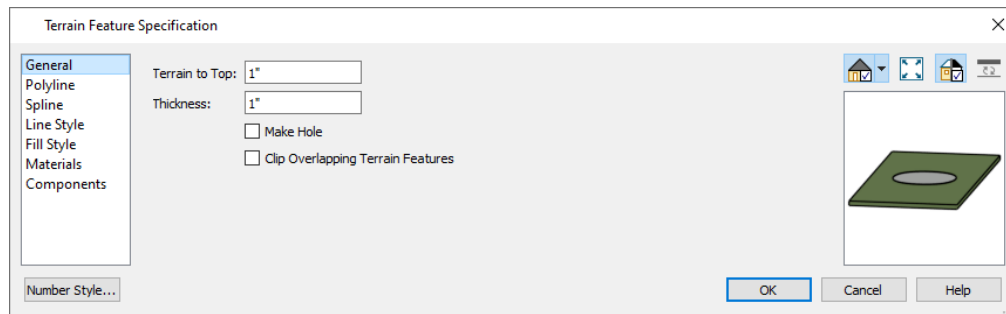 Terrain Feature Specification
General
Polyline
Spline
Line Style
Fill Style
Materials
Components
Terrain to Top: 1"
Thickness: 1"
Make Hole
Clip Overlapping Terrain Features
Number Style...
OK
Cancel
Help